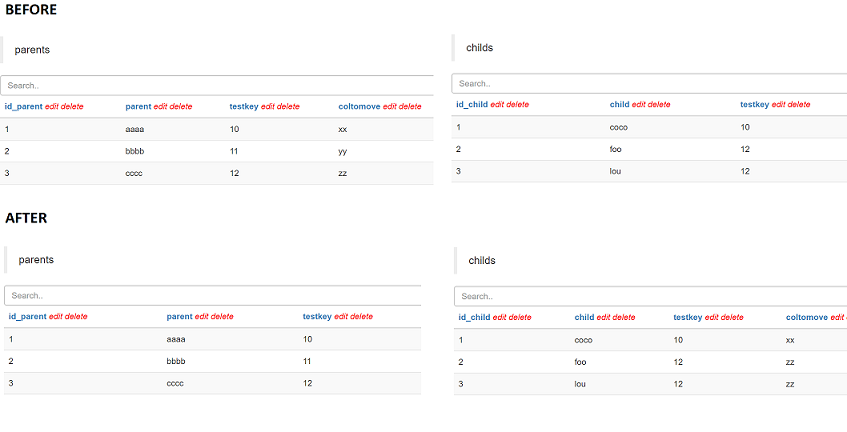 BEFORE
parents
Search..
id_parent edit delete parent edit delete testkey edit delete coltomove edit delete
1 aaaa 10 xx
2 bbbb 11 yy
3 cccc 12 zz
childs
Search..
id_child edit delete child edit delete testkey edit delete
1 coco 10
2 foo 12
3 lou 12
AFTER
parents
Search..
id_parent edit delete parent edit delete testkey edit delete
1 aaaa 10
2 bbbb 11
3 cccc 12
childs
Search..
id_child edit delete child edit delete testkey edit delete coltomove edit
1 coco 10 xx
2 foo 12 zz
3 lou 12 zz